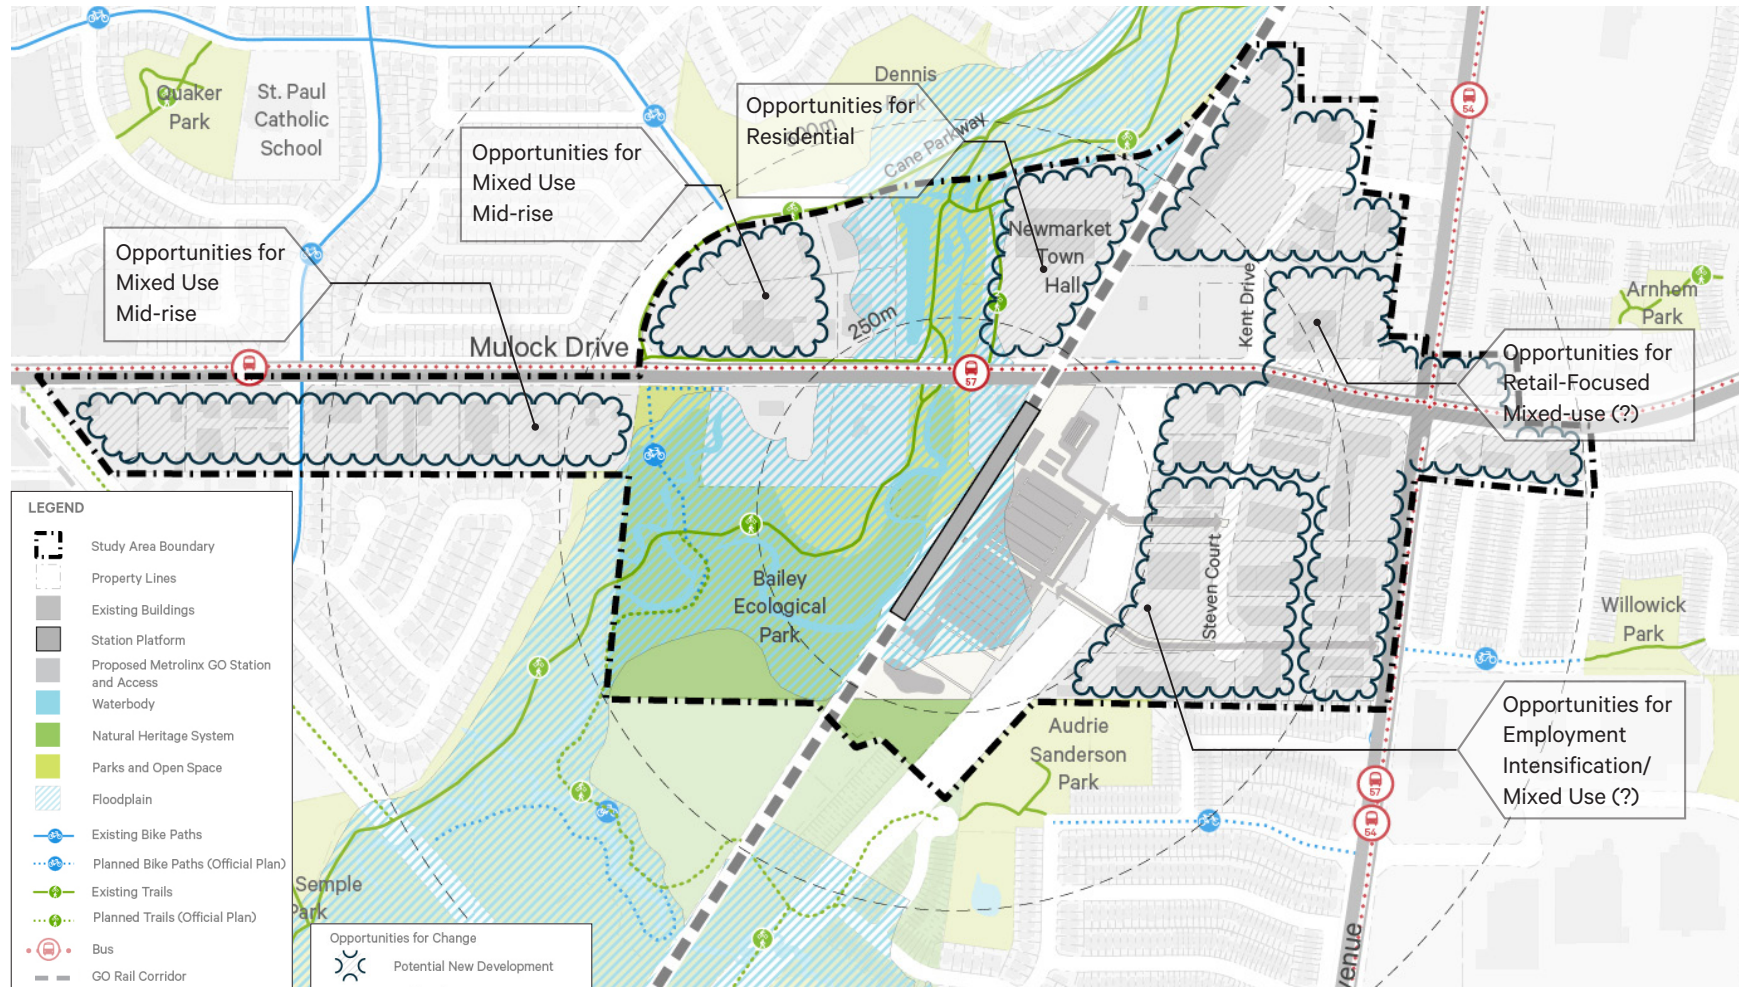 Quaker
Park
St. Paul
Catholic
School
Dennis
Park
Opportunities for
Residential
500m
Cane Parkway
Opportunities for
Mixed Use
Mid-rise
Opportunities for
Mixed Use
Mid-rise
54
Newmarket
Town
Hall
Kent Drive
Arnhem
Park
250m
Mulock Drive
57
Opportunities for
Retail-Focused
Mixed-use (?)
Bailey
Ecological
Park
Steven Court
Willowick
Park
Audrie
Sanderson
Park
Opportunities for
Employment
Intensification/
Mixed Use (?)
57
54
Semple
Park
venue
LEGEND
Study Area Boundary
Property Lines
Existing Buildings
Station Platform
Proposed Metrolinx GO Station
and Access
Waterbody
Natural Heritage System
Parks and Open Space
Floodplain
Existing Bike Paths
Planned Bike Paths (Official Plan)
Existing Trails
Planned Trails (Official Plan)
Bus
GO Rail Corridor
Opportunities for Change
Potential New Development